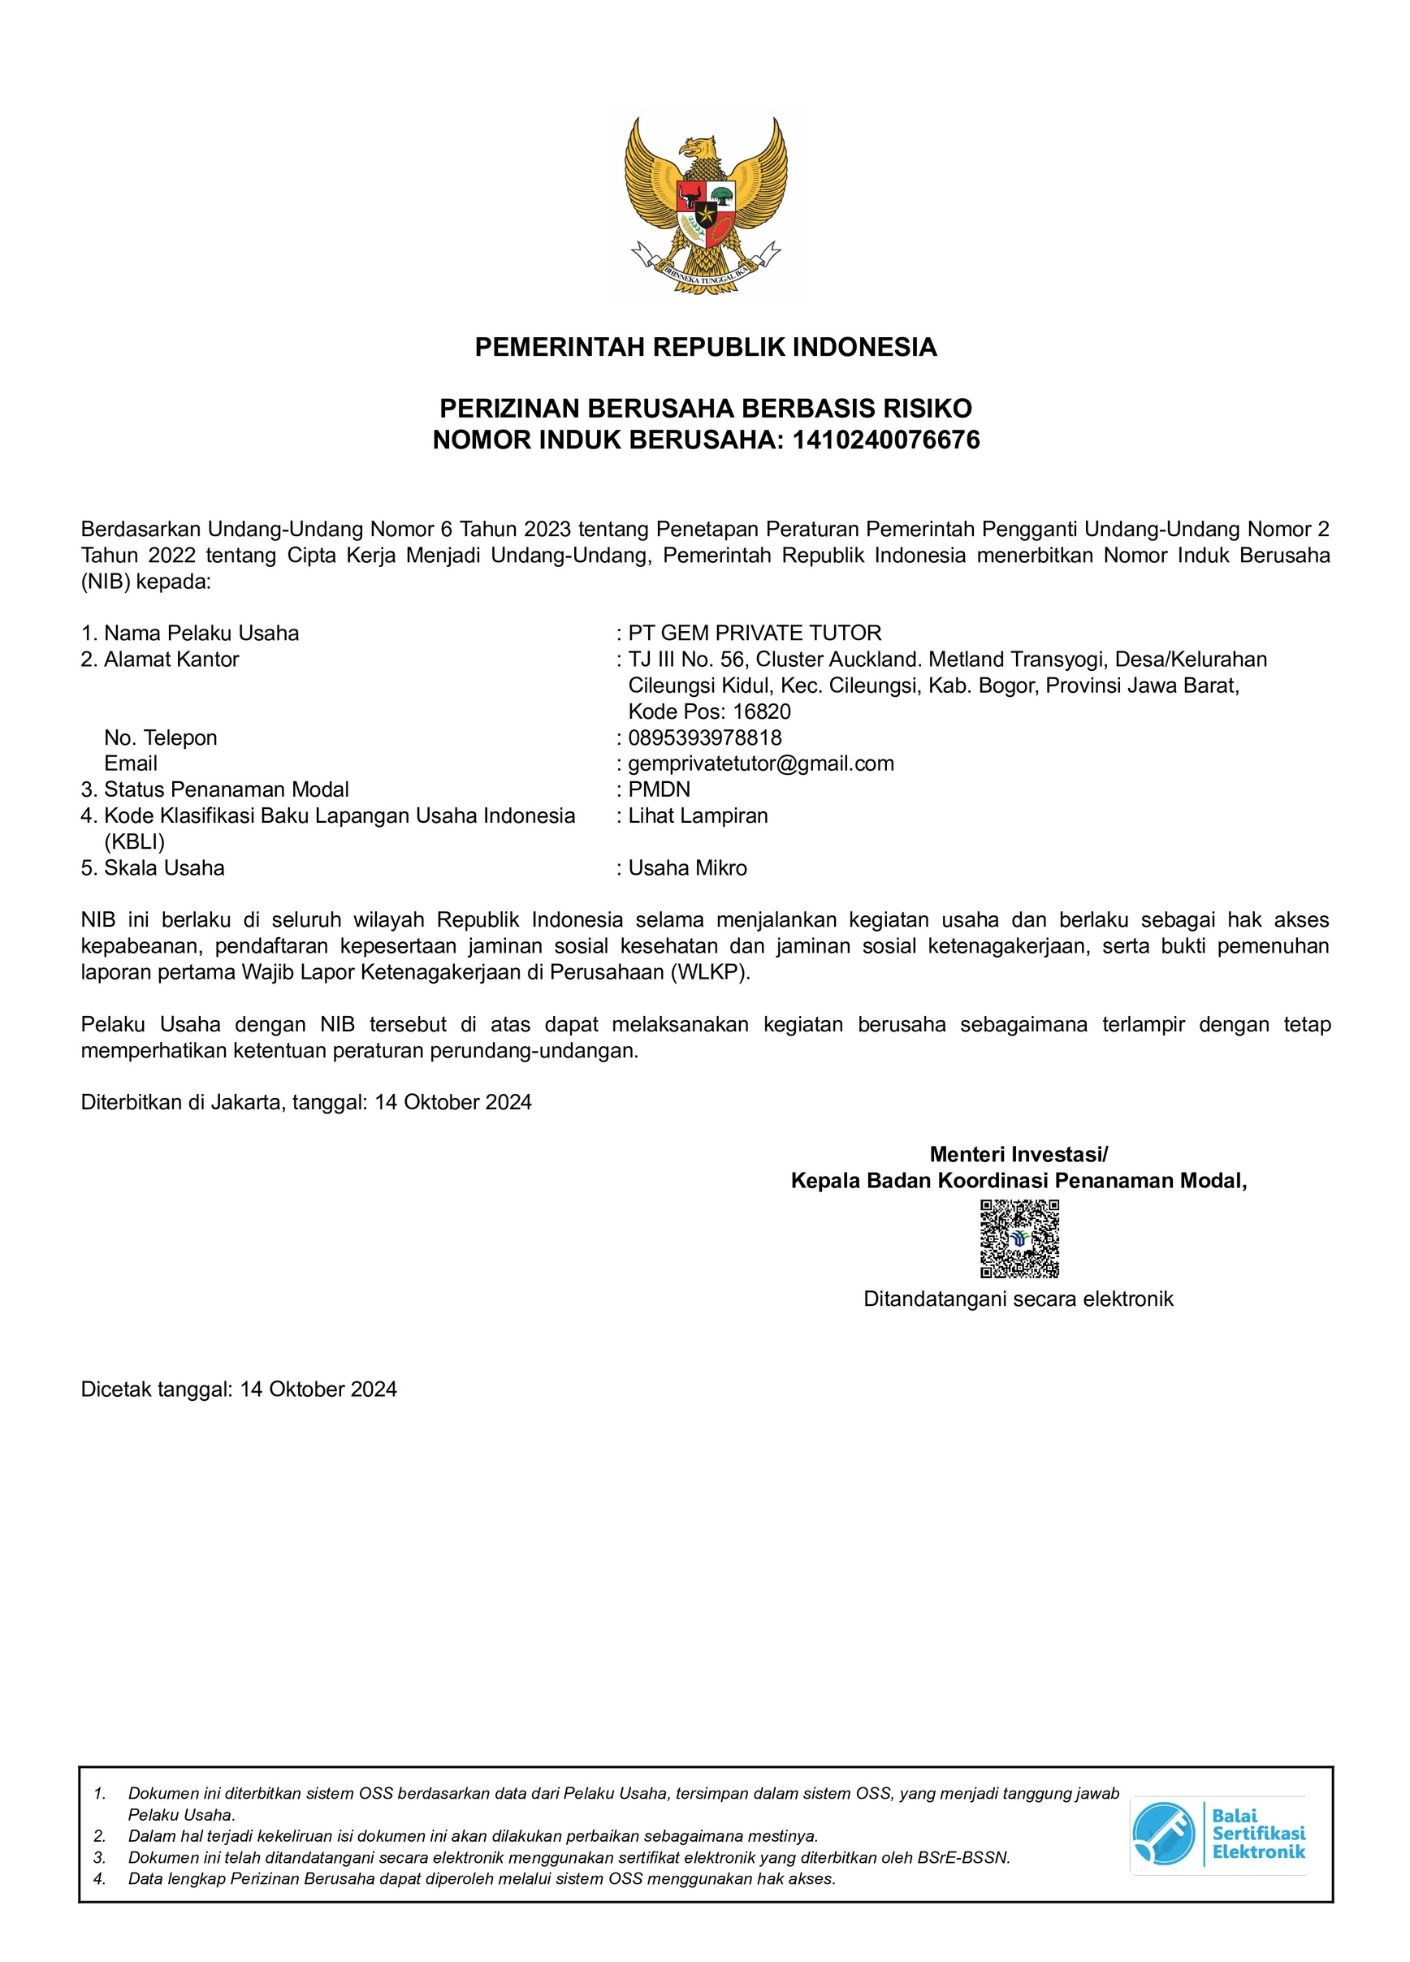 BHINNEKA TUNGGAL IKA
PEMERINTAH REPUBLIK INDONESIA
PERIZINAN BERUSAHA BERBASIS RISIKO
NOMOR INDUK BERUSAHA: 1410240076676
Berdasarkan Undang-Undang Nomor 6 Tahun 2023 tentang Penetapan Peraturan Pemerintah Pengganti Undang-Undang Nomor 2
Tahun 2022 tentang Cipta Kerja Menjadi Undang-Undang, Pemerintah Republik Indonesia menerbitkan Nomor Induk Berusaha
(NIB) kepada:
1. Nama Pelaku Usaha : PT GEM PRIVATE TUTOR
2. Alamat Kantor : TJ III No. 56, Cluster Auckland. Metland Transyogi, Desa/Kelurahan
Cileungsi Kidul, Kec. Cileungsi, Kab. Bogor, Provinsi Jawa Barat,
Kode Pos: 16820
No. Telepon : 0895393978818
Email : gemprivatetutor@gmail.com
3. Status Penanaman Modal : PMDN
4. Kode Klasifikasi Baku Lapangan Usaha Indonesia : Lihat Lampiran
(KBLI)
5. Skala Usaha : Usaha Mikro
NIB ini berlaku di seluruh wilayah Republik Indonesia selama menjalankan kegiatan usaha dan berlaku sebagai hak akses
kepabeanan, pendaftaran kepesertaan jaminan sosial kesehatan dan jaminan sosial ketenagakerjaan, serta bukti pemenuhan
laporan pertama Wajib Lapor Ketenagakerjaan di Perusahaan (WLKP).
Pelaku Usaha dengan NIB tersebut di atas dapat melaksanakan kegiatan berusaha sebagaimana terlampir dengan tetap
memperhatikan ketentuan peraturan perundang-undangan.
Diterbitkan di Jakarta, tanggal: 14 Oktober 2024
Menteri Investasi/
Kepala Badan Koordinasi Penanaman Modal,
Ditandatangani secara elektronik
Dicetak tanggal: 14 Oktober 2024
1. Dokumen ini diterbitkan sistem OSS berdasarkan data dari Pelaku Usaha, tersimpan dalam sistem OSS, yang menjadi tanggung jawab
Pelaku Usaha.
2. Dalam hal terjadi kekeliruan isi dokumen ini akan dilakukan perbaikan sebagaimana mestinya.
3. Dokumen ini telah ditandatangani secara elektronik menggunakan sertifikat elektronik yang diterbitkan oleh BSrE-BSSN.
4. Data lengkap Perizinan Berusaha dapat diperoleh melalui sistem OSS menggunakan hak akses.
Balai
Sertifikasi
Elektronik